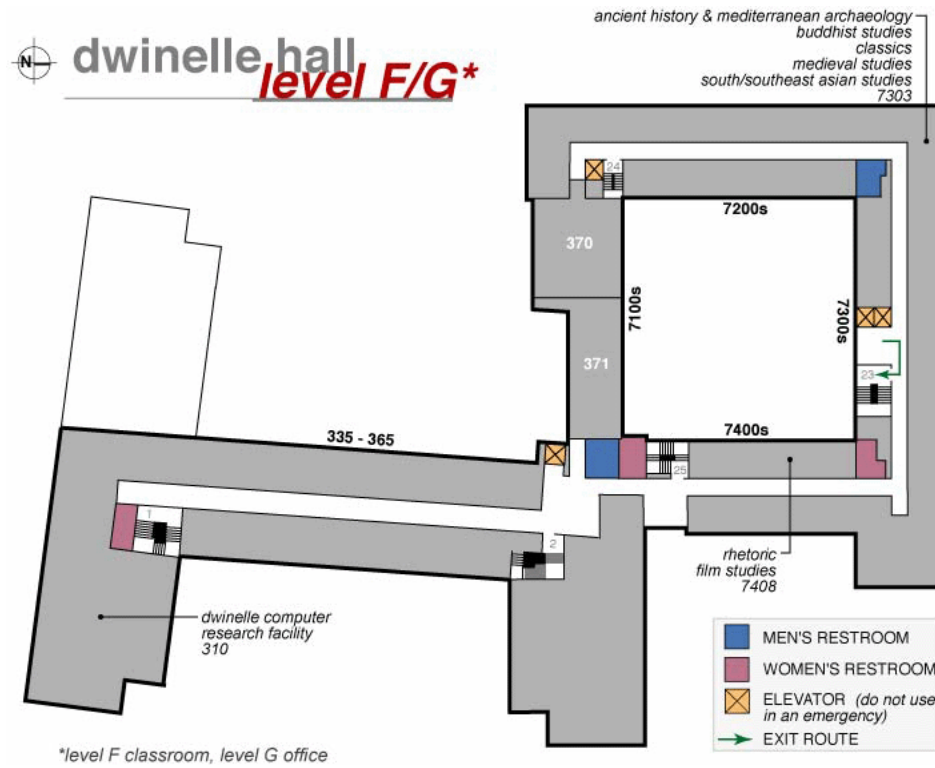 ancient history & mediterranean archaeology
buddhist studies
classics
medieval studies
south/southeast asian studies
7303
N
dwinelle hall
level F/G*
24
7200s
370
7100s
7300s
371
23
335 - 365
7400s
25
1
2
rhetoric
film studies
7408
dwinelle computer
research facility
310
MEN'S RESTROOM
WOMEN'S RESTROOM
ELEVATOR (do not use
in an emergency)
EXIT ROUTE
*level F classroom, level G office